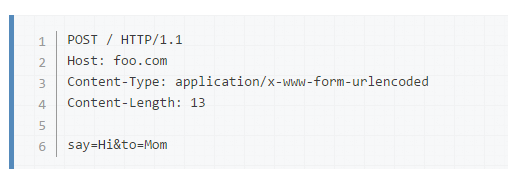 1 POST / HTTP/1.1
2 Host: foo.com
3 Content-Type: application/x-www-form-urlencoded
4 Content-Length: 13
5
6 say=Hi&to=Mom